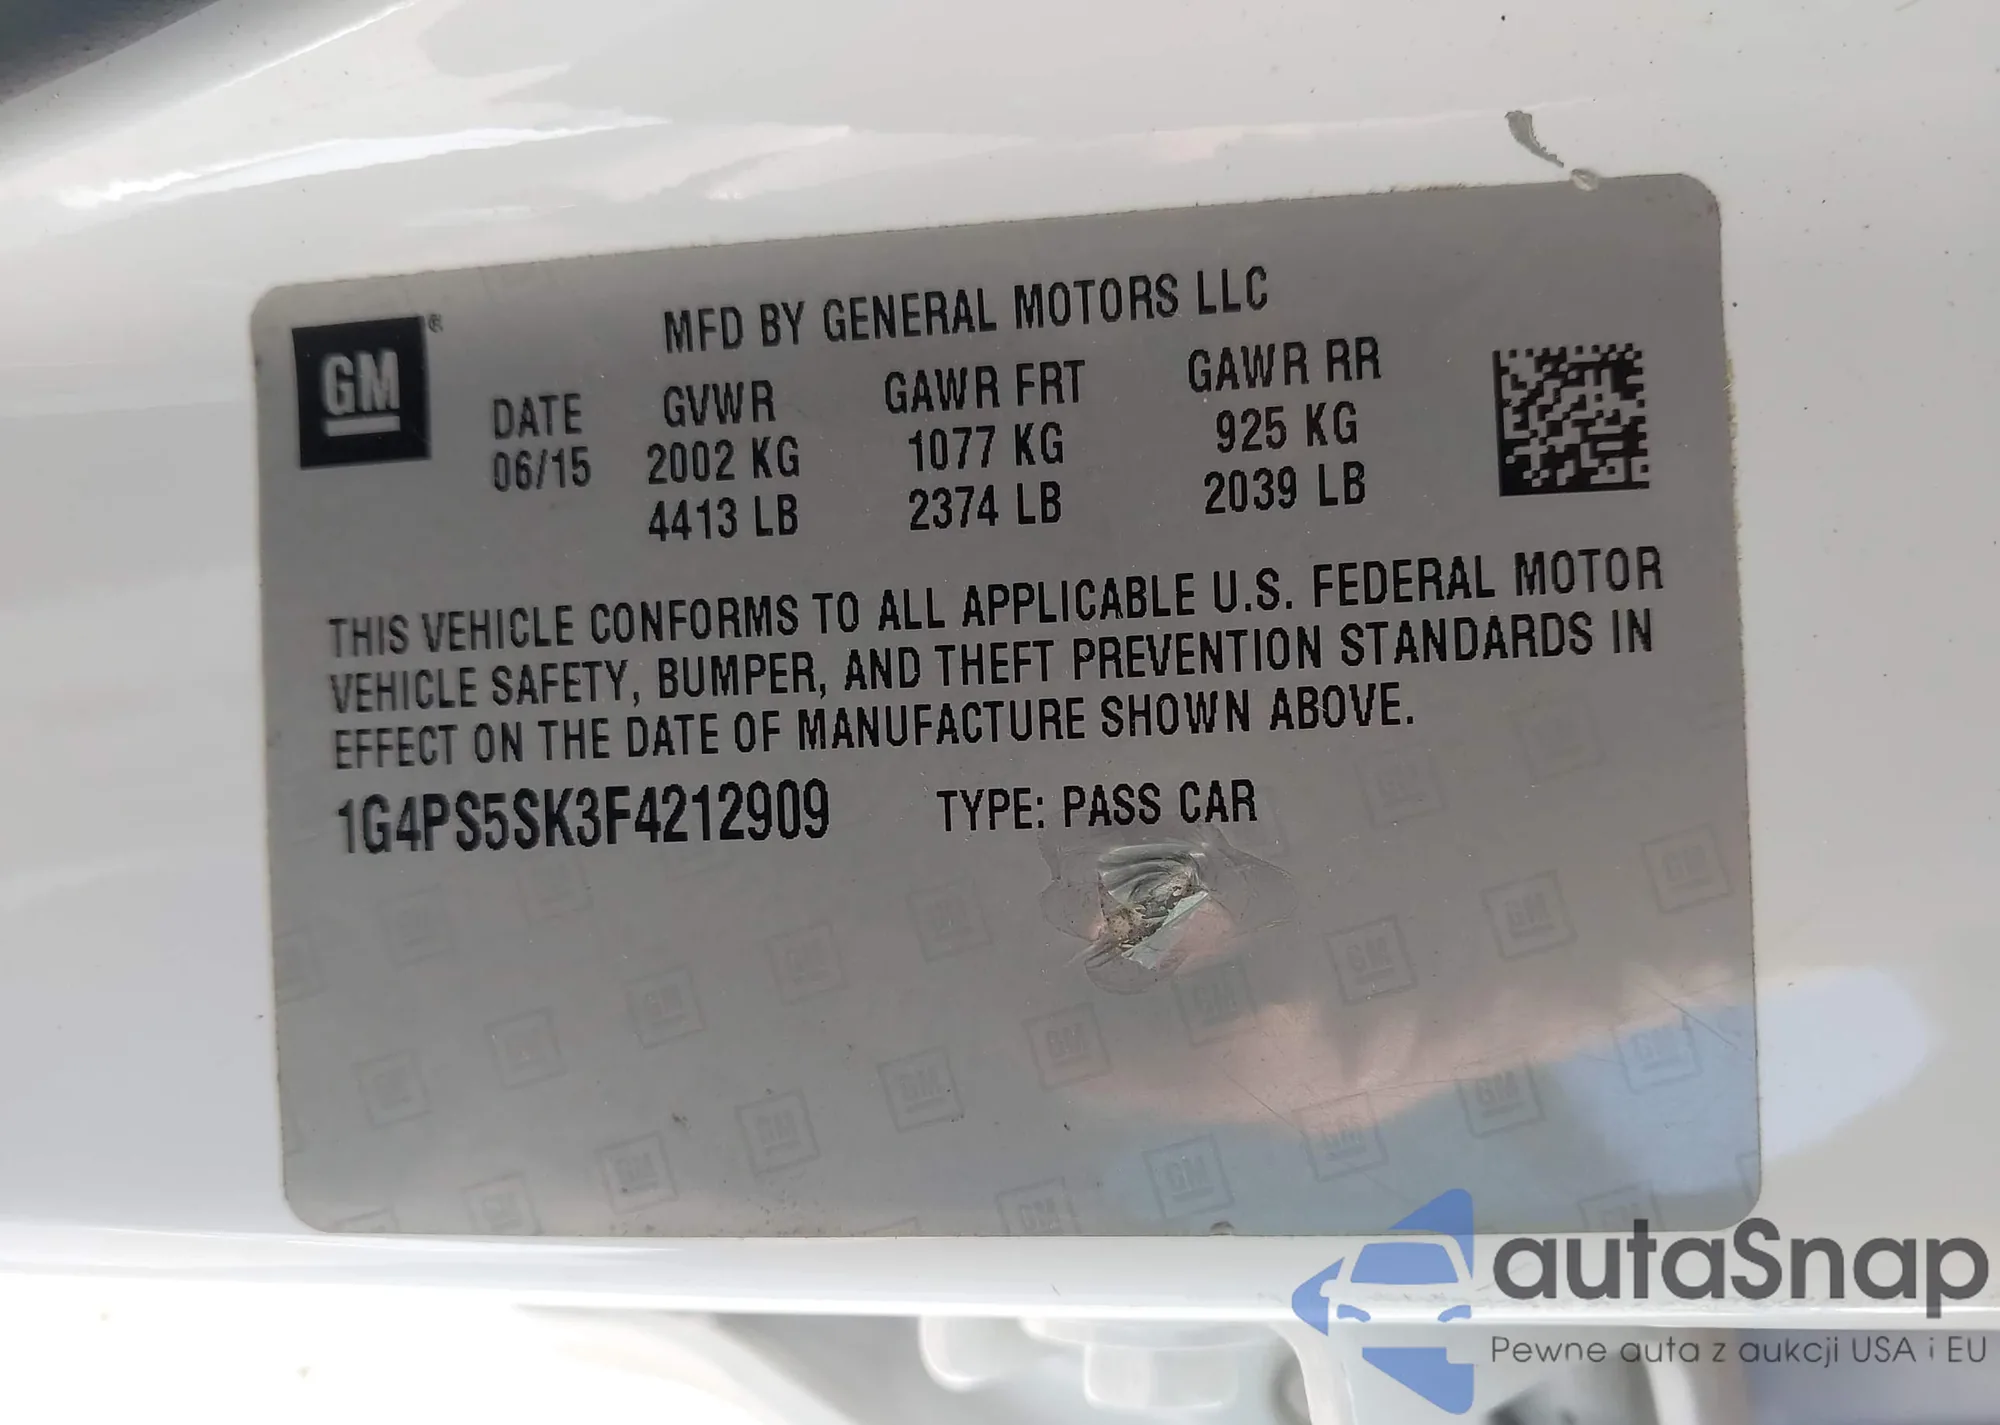 GM ®
MFD BY GENERAL MOTORS LLC
DATE GVWR GAWR FRT GAWR RR
06/15 2002 KG 1077 KG 925 KG
4413 LB 2374 LB 2039 LB
THIS VEHICLE CONFORMS TO ALL APPLICABLE U.S. FEDERAL MOTOR
VEHICLE SAFETY, BUMPER, AND THEFT PREVENTION STANDARDS IN
EFFECT ON THE DATE OF MANUFACTURE SHOWN ABOVE.
1G4PS5SK3F4212909 TYPE: PASS CAR
autaSnap
Pewne auta z aukcji USA i EU